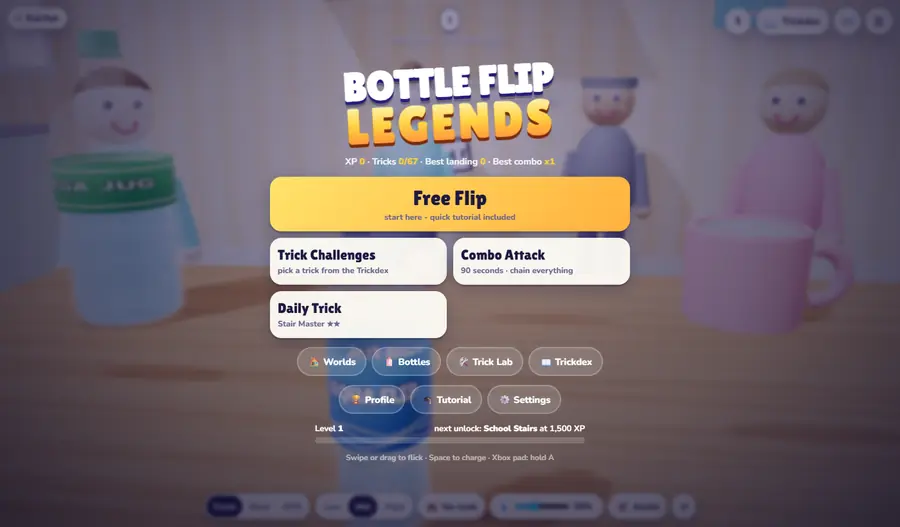 BOTTLE FLIP
LEGENDS
XP 0 · Tricks 0/67 · Best landing 0 · Best combo x1
Free Flip
start here - quick tutorial included
Trick Challenges
pick a trick from the Trickdex
Combo Attack
90 seconds · chain everything
Daily Trick
Stair Master ★★
Worlds
Bottles
Trick Lab
Trickdex
Profile
Tutorial
Settings
Level 1
next unlock: School Stairs at 1,500 XP
Swipe or drag to flick · Space to charge · Xbox pad: hold A